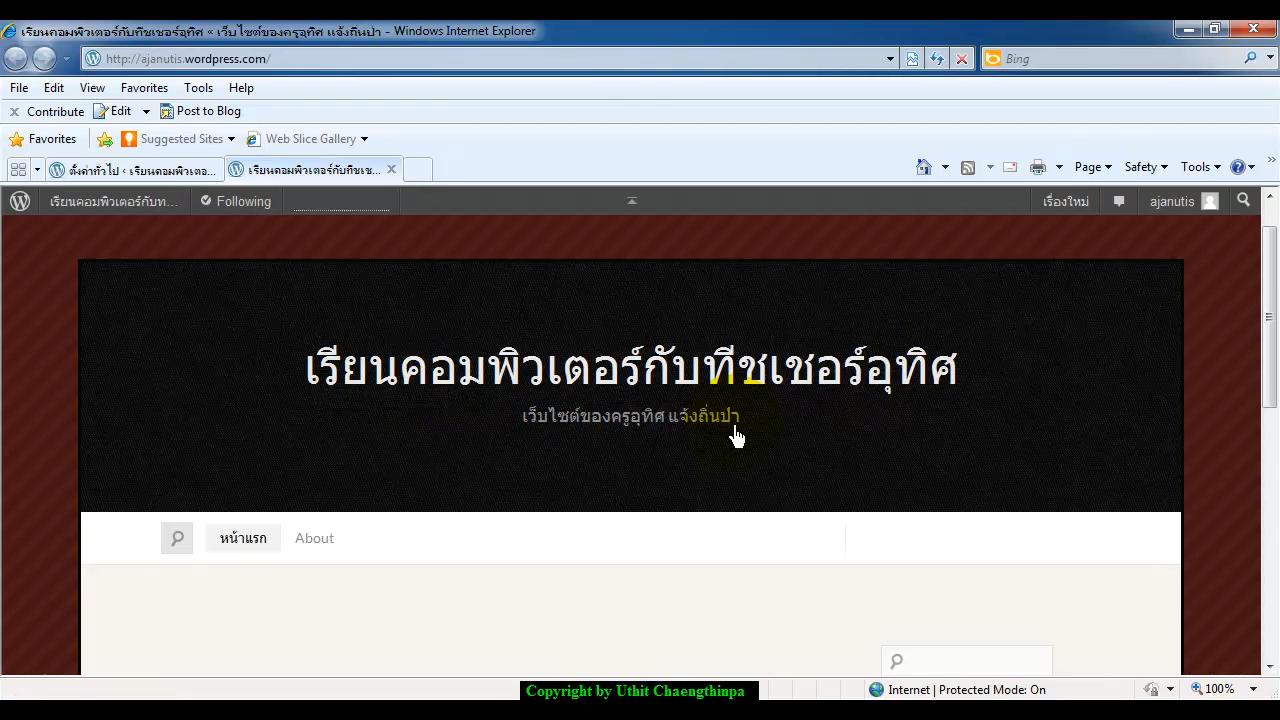 เรียนคอมพิวเตอร์กับทีชเชอร์อุทิศ « เว็บไซต์ของครูอุทิศ แจ้งถิ่นป่า - Windows Internet Explorer
http://ajanutis.wordpress.com/
Bing
File Edit View Favorites Tools Help
Contribute Edit Post to Blog
Favorites Suggested Sites Web Slice Gallery
ตั้งค่าทั่วไป ‹ เรียนคอมพิวเตอ... เรียนคอมพิวเตอร์กับทีชเช... Page Safety Tools
เรียนคอมพิวเตอร์กับท... Following เรื่องใหม่ ajanutis
เรียนคอมพิวเตอร์กับทีชเชอร์อุทิศ
เว็บไซต์ของครูอุทิศ แจ้งถิ่นป่า
หน้าแรก About
Copyright by Uthit Chaengthinpa
Internet | Protected Mode: On 100%